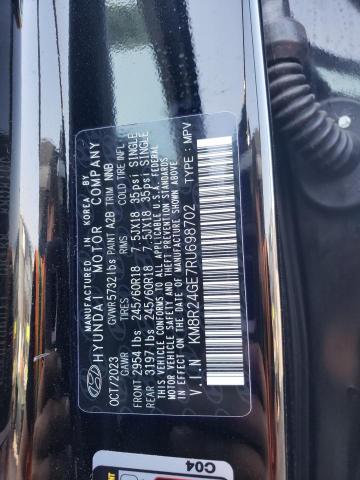 MFD. IN KOREA BY
HYUNDAI MOTOR COMPANY
OCT/2023 GVWR 5732 lbs PAINT A2B TRIM NNB
GAWR TIRES RIMS COLD TIRE INFL.
FRONT 2954 lbs 245/60R18 7.5JX18 35psi SINGLE
REAR 3197 lbs 245/60R18 7.5JX18 35psi SINGLE
THIS VEHICLE CONFORMS TO ALL APPLICABLE U.S.A. FEDERAL
MOTOR VEHICLE SAFETY AND THEFT PREVENTION STANDARDS
IN EFFECT ON THE DATE OF MANUFACTURE SHOWN ABOVE.
V.I.N KM8R24GE7RU698702 TYPE : MPV
C04